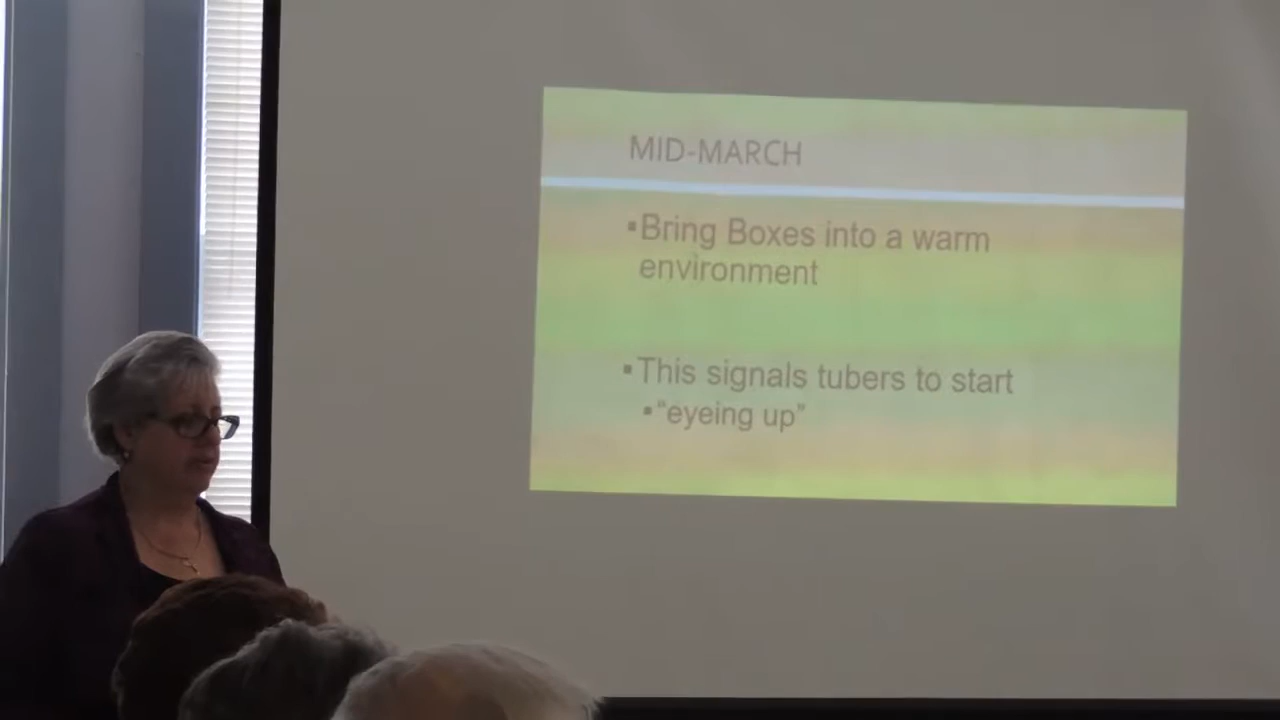 MID-MARCH
▪Bring Boxes into a warm
environment
▪This signals tubers to start
▪“eyeing up”